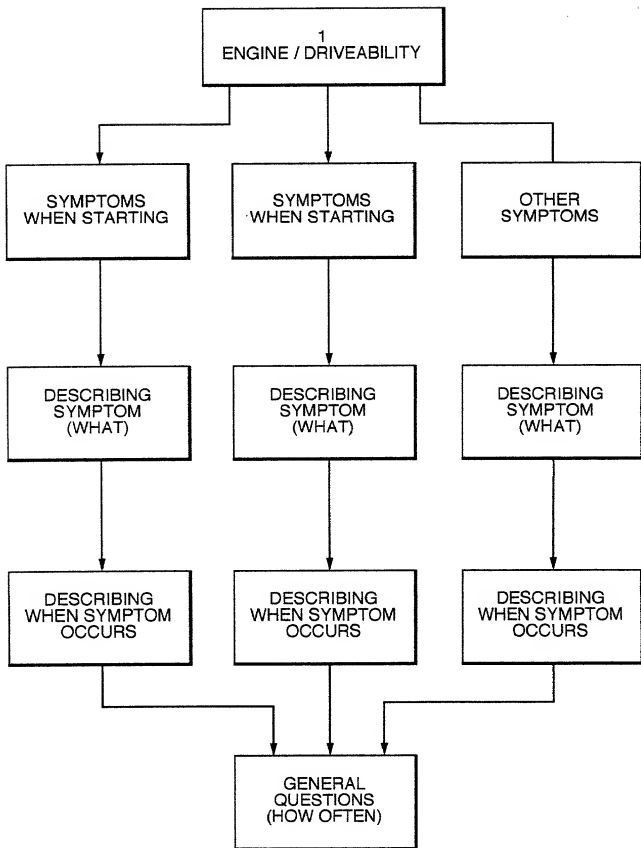 1
ENGINE / DRIVEABILITY
SYMPTOMS
WHEN STARTING
SYMPTOMS
WHEN STARTING
OTHER
SYMPTOMS
DESCRIBING
SYMPTOM
(WHAT)
DESCRIBING
SYMPTOM
(WHAT)
DESCRIBING
SYMPTOM
(WHAT)
DESCRIBING
WHEN SYMPTOM
OCCURS
DESCRIBING
WHEN SYMPTOM
OCCURS
DESCRIBING
WHEN SYMPTOM
OCCURS
GENERAL
QUESTIONS
(HOW OFTEN)